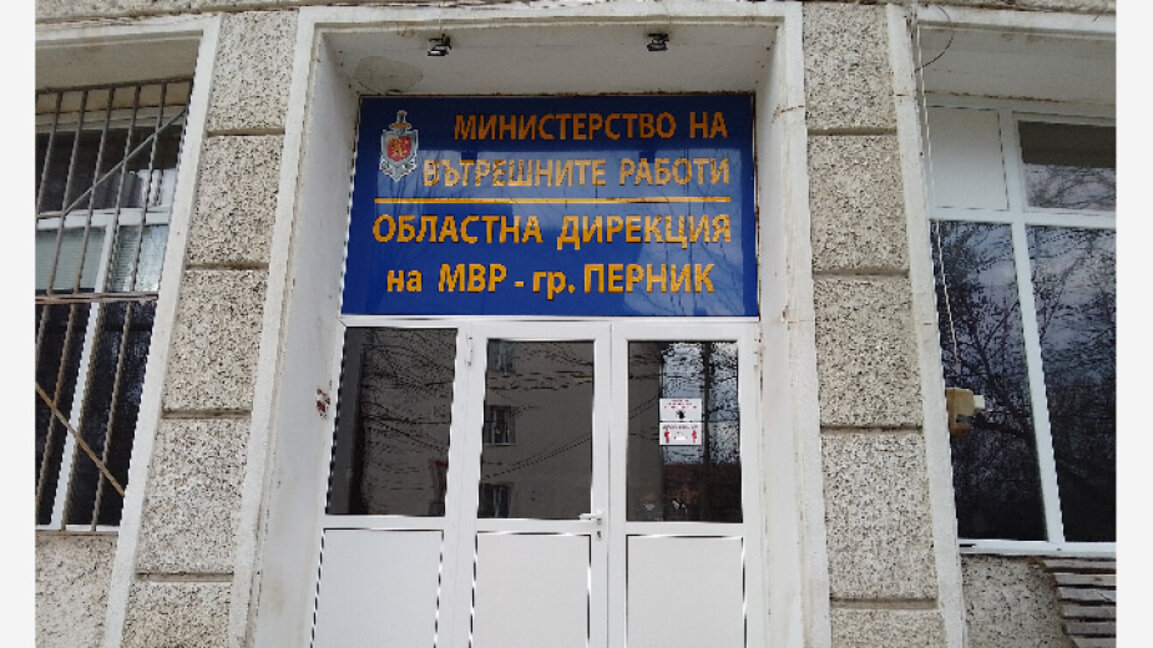 МИНИСТЕРСТВО НА
ВЪТРЕШНИТЕ РАБОТИ
ОБЛАСТНА ДИРЕКЦИЯ
на МВР - гр. ПЕРНИК